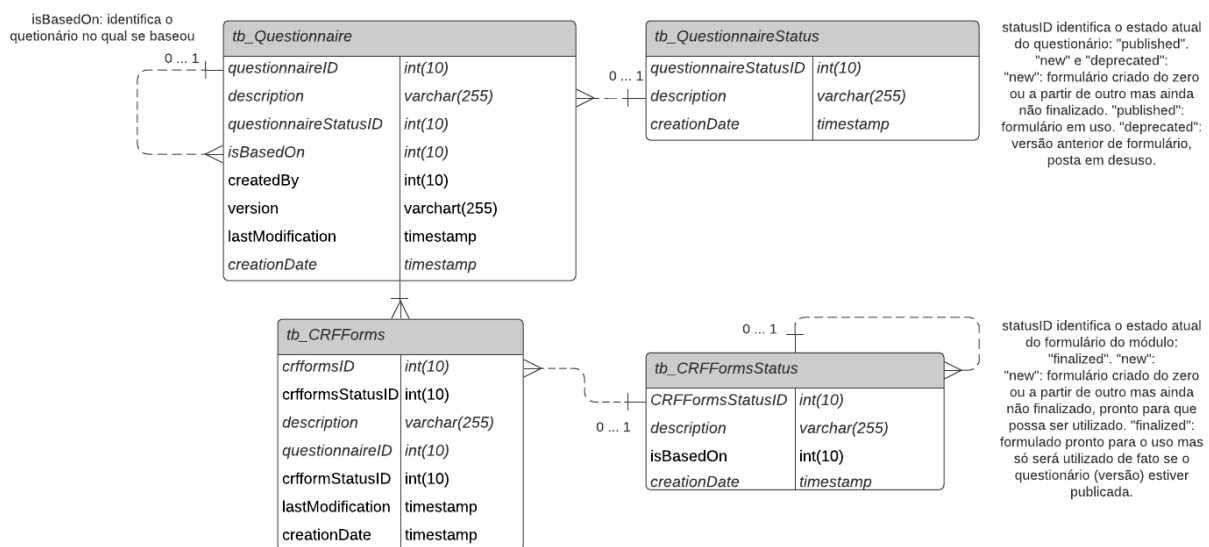 isBasedOn: identifica o
quetionário no qual se baseou
0 ... 1
tb_Questionnaire
questionnaireID int(10)
description varchar(255)
questionnaireStatusID int(10)
isBasedOn int(10)
createdBy int(10)
version varchart(255)
lastModification timestamp
creationDate timestamp
0 ... 1
tb_QuestionnaireStatus
questionnaireStatusID int(10)
description varchar(255)
creationDate timestamp
statusID identifica o estado atual
do questionário: "published".
"new" e "deprecated":
"new": formulário criado do zero
ou a partir de outro mas ainda
não finalizado. "published":
formulário em uso. "deprecated":
versão anterior de formulário,
posta em desuso.
tb_CRFForms
crfformsID int(10)
crfformsStatusID int(10)
description varchar(255)
questionnaireID int(10)
crfformStatusID int(10)
lastModification timestamp
creationDate timestamp
0 ... 1
0 ... 1
tb_CRFFormsStatus
CRFFormsStatusID int(10)
description varchar(255)
isBasedOn int(10)
creationDate timestamp
statusID identifica o estado atual
do formulário do módulo:
"finalized". "new":
"new": formulário criado do zero
ou a partir de outro mas ainda
não finalizado, pronto para que
possa ser utilizado. "finalized":
formulado pronto para o uso mas
só será utilizado de fato se o
questionário (versão) estiver
publicada.